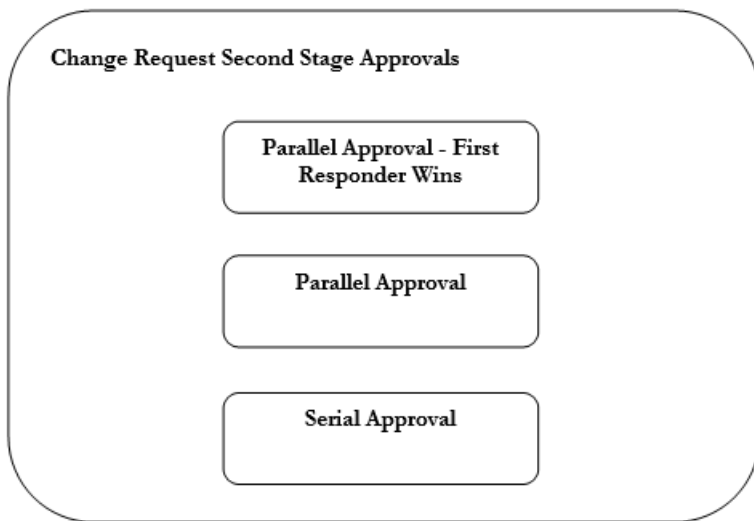 Change Request Second Stage Approvals
Parallel Approval - First
Responder Wins
Parallel Approval
Serial Approval